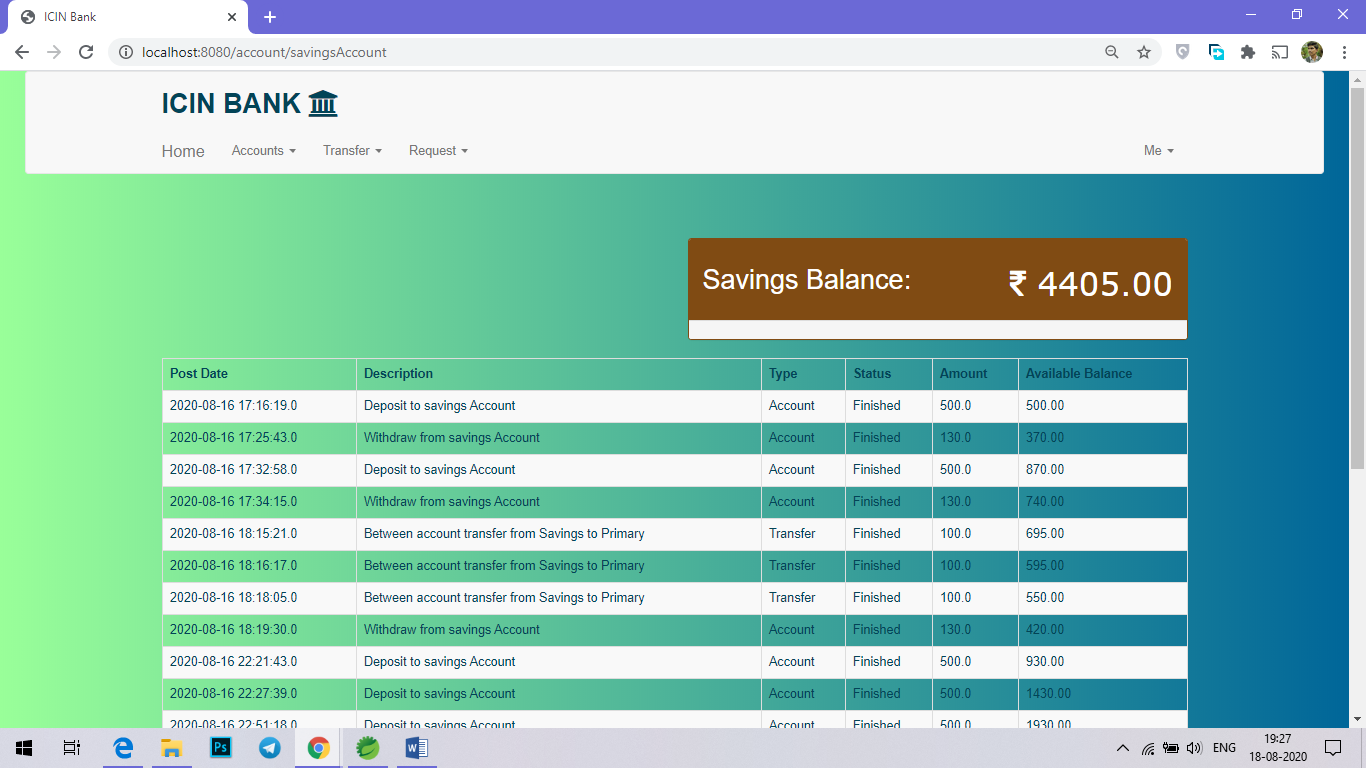 ICIN Bank
localhost:8080/account/savingsAccount
ICIN BANK
Home Accounts Transfer Request Me
Savings Balance: ₹ 4405.00
Post Date Description Type Status Amount Available Balance
2020-08-16 17:16:19.0 Deposit to savings Account Account Finished 500.0 500.00
2020-08-16 17:25:43.0 Withdraw from savings Account Account Finished 130.0 370.00
2020-08-16 17:32:58.0 Deposit to savings Account Account Finished 500.0 870.00
2020-08-16 17:34:15.0 Withdraw from savings Account Account Finished 130.0 740.00
2020-08-16 18:15:21.0 Between account transfer from Savings to Primary Transfer Finished 100.0 695.00
2020-08-16 18:16:17.0 Between account transfer from Savings to Primary Transfer Finished 100.0 595.00
2020-08-16 18:18:05.0 Between account transfer from Savings to Primary Transfer Finished 100.0 550.00
2020-08-16 18:19:30.0 Withdraw from savings Account Account Finished 130.0 420.00
2020-08-16 22:21:43.0 Deposit to savings Account Account Finished 500.0 930.00
2020-08-16 22:27:39.0 Deposit to savings Account Account Finished 500.0 1430.00
2020-08-16 22:51:18.0 Deposit to savings Account Account Finished 500.0 1930.00
Ps
W
ENG
19:27
18-08-2020